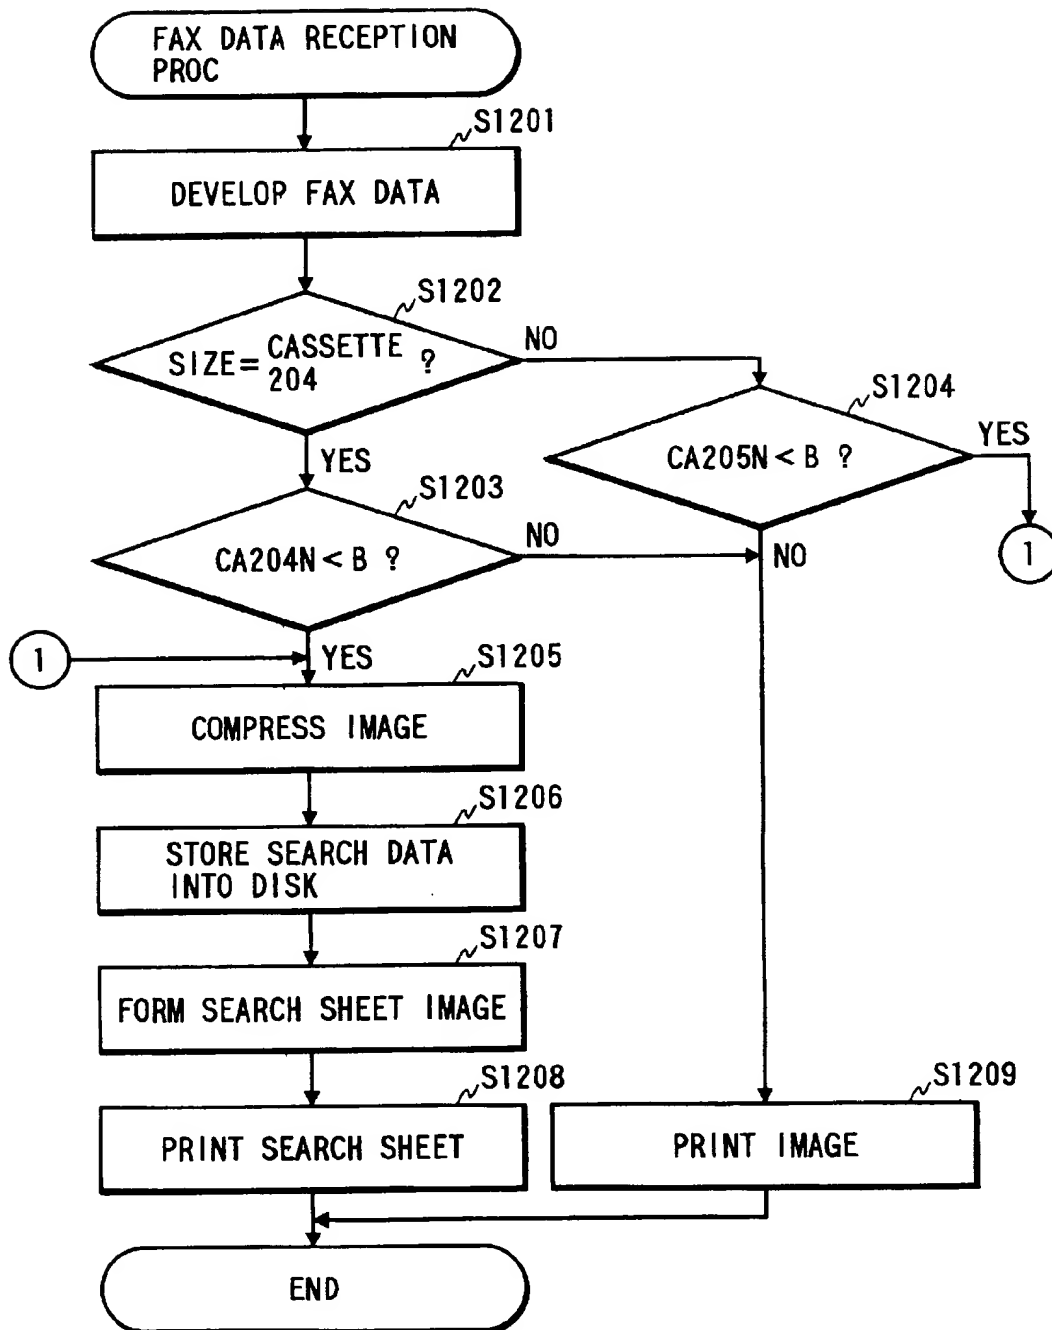 FAX DATA RECEPTION
PROC
S1201
DEVELOP FAX DATA
S1202
SIZE= CASSETTE 204 ?
NO
YES
S1204
CA205N < B ?
YES
1
NO
S1203
CA204N < B ?
NO
YES
1
S1205
COMPRESS IMAGE
S1206
STORE SEARCH DATA
INTO DISK
S1207
FORM SEARCH SHEET IMAGE
S1208
PRINT SEARCH SHEET
S1209
PRINT IMAGE
END